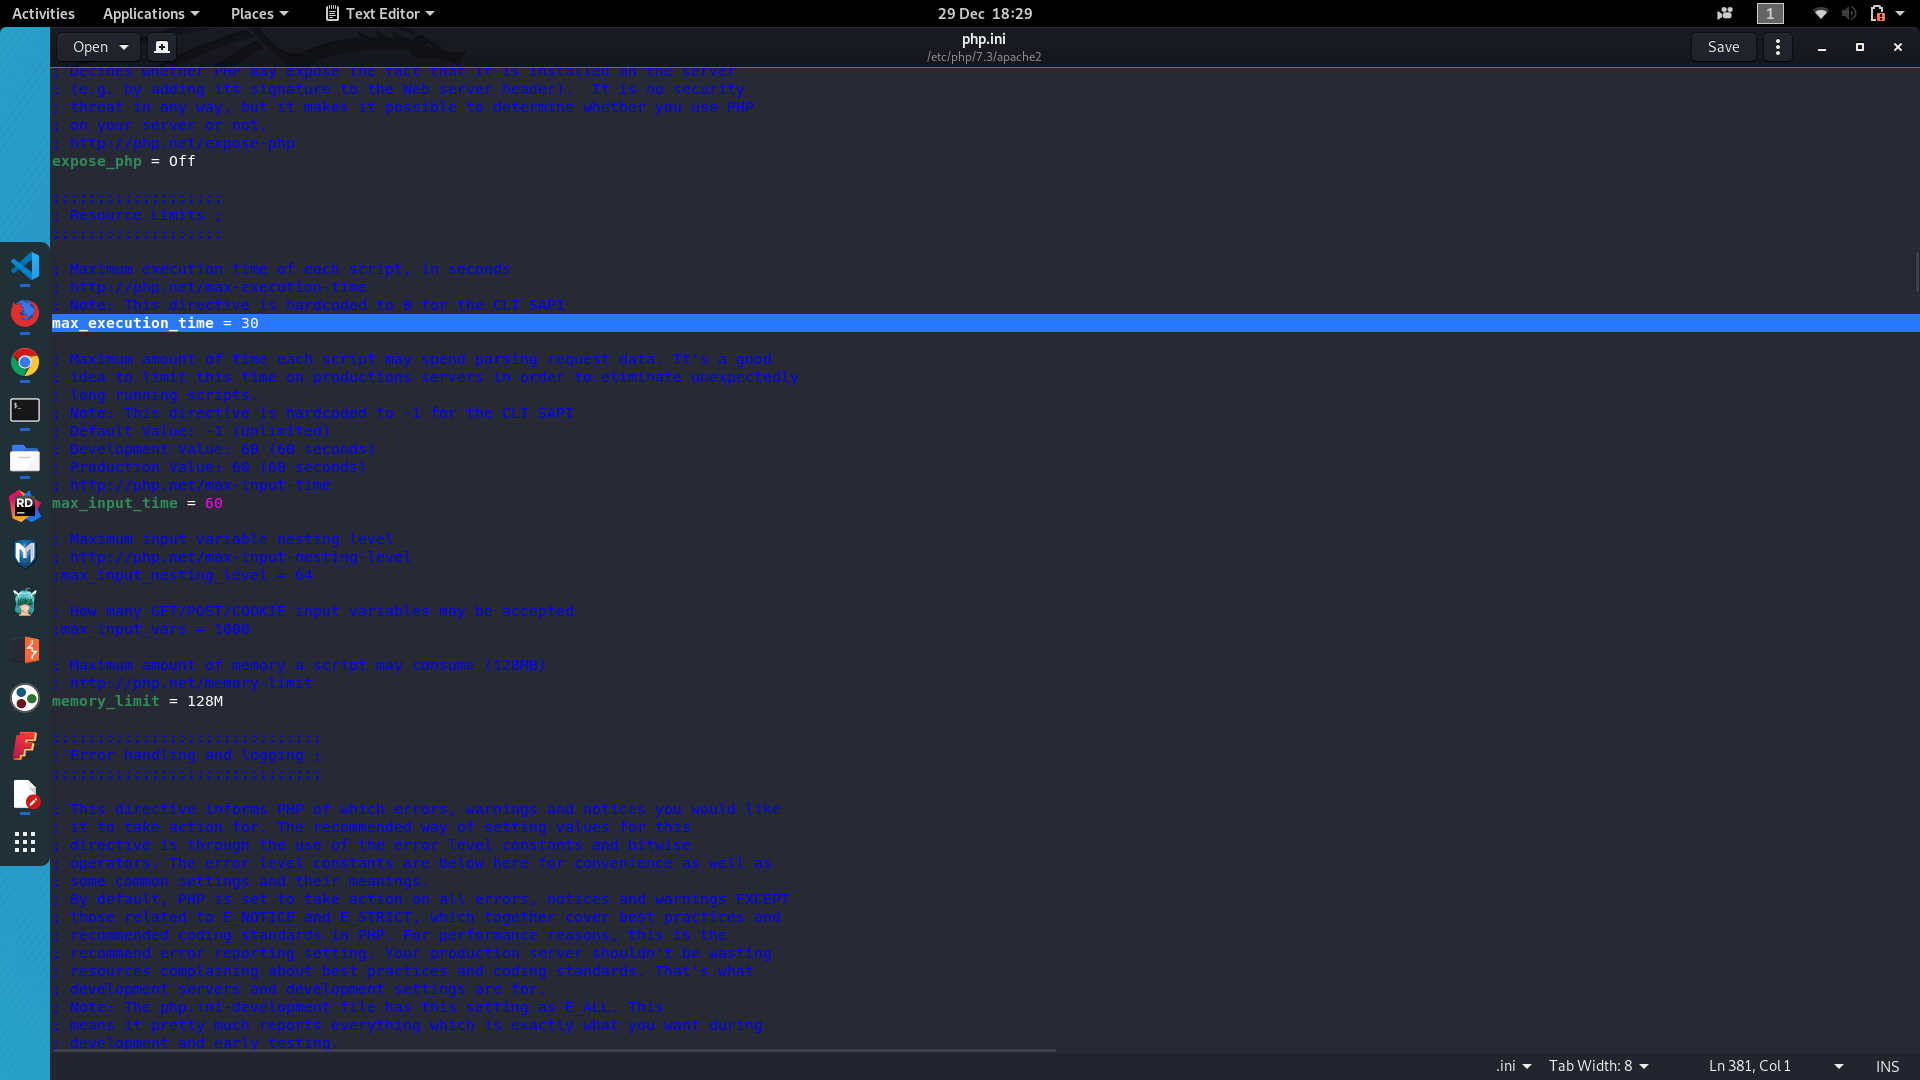 Activities Applications Places Text Editor 29 Dec 18:29 1
Open php.ini Save
/etc/php/7.3/apache2
; Decides whether PHP may expose the fact that it is installed on the server
; (e.g. by adding its signature to the Web server header).  It is no security
; threat in any way, but it makes it possible to determine whether you use PHP
; on your server or not.
; http://php.net/expose-php
expose_php = Off
;;;;;;;;;;;;;;;;;;;
; Resource Limits ;
;;;;;;;;;;;;;;;;;;;
; Maximum execution time of each script, in seconds
; http://php.net/max-execution-time
; Note: This directive is hardcoded to 0 for the CLI SAPI
max_execution_time = 30
; Maximum amount of time each script may spend parsing request data. It's a good
; idea to limit this time on productions servers in order to eliminate unexpectedly
; long running scripts.
; Note: This directive is hardcoded to -1 for the CLI SAPI
; Default Value: -1 (Unlimited)
; Development Value: 60 (60 seconds)
; Production Value: 60 (60 seconds)
; http://php.net/max-input-time
max_input_time = 60
; Maximum input variable nesting level
; http://php.net/max-input-nesting-level
;max_input_nesting_level = 64
; How many GET/POST/COOKIE input variables may be accepted
;max_input_vars = 1000
; Maximum amount of memory a script may consume (128MB)
; http://php.net/memory-limit
memory_limit = 128M
;;;;;;;;;;;;;;;;;;;;;;;;;;;;;;
; Error handling and logging ;
;;;;;;;;;;;;;;;;;;;;;;;;;;;;;;
; This directive informs PHP of which errors, warnings and notices you would like
; it to take action for. The recommended way of setting values for this
; directive is through the use of the error level constants and bitwise
; operators. The error level constants are below here for convenience as well as
; some common settings and their meanings.
; By default, PHP is set to take action on all errors, notices and warnings EXCEPT
; those related to E_NOTICE and E_STRICT, which together cover best practices and
; recommended coding standards in PHP. For performance reasons, this is the
; recommend error reporting setting. Your production server shouldn't be wasting
; resources complaining about best practices and coding standards. That's what
; development servers and development settings are for.
; Note: The php.ini-development file has this setting as E_ALL. This
; means it pretty much reports everything which is exactly what you want during
; development and early testing.
.ini Tab Width: 8 Ln 381, Col 1 INS
RD